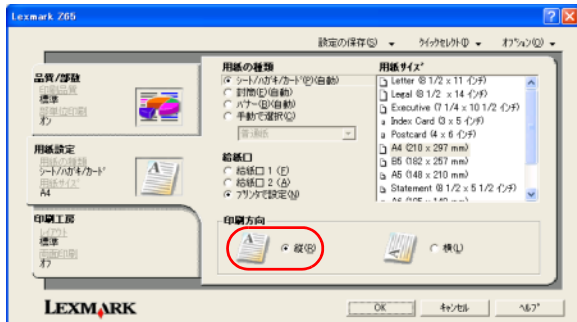 Lexmark Z65
設定の保存(S)
クイックセレクト(I)
オプション(O)
品質/部数
印刷品質
標準
部単位印刷
オン
用紙設定
用紙の種類
シート/ハガキ/カード
用紙サイズ
A4
印刷工房
レイアウト
標準
両面印刷
オフ
用紙の種類
シート/ハガキ/カード(P)(自動)
封筒(E)(自動)
バナー(B)(自動)
手動で選択(C)
普通紙
給紙口
給紙口 1 (F)
給紙口 2 (A)
プリンタで設定(N)
用紙サイズ
Letter (8 1/2 x 11 インチ)
Legal (8 1/2 x 14 インチ)
Executive (7 1/4 x 10 1/2 インチ)
Index Card (3 x 5 インチ)
Postcard (4 x 6 インチ)
A4 (210 x 297 mm)
B5 (182 x 257 mm)
A5 (148 x 210 mm)
Statement (8 1/2 x 5 1/2 インチ)
印刷方向
縦(R)
横(L)
LEXMARK
OK
キャンセル
ヘルプ